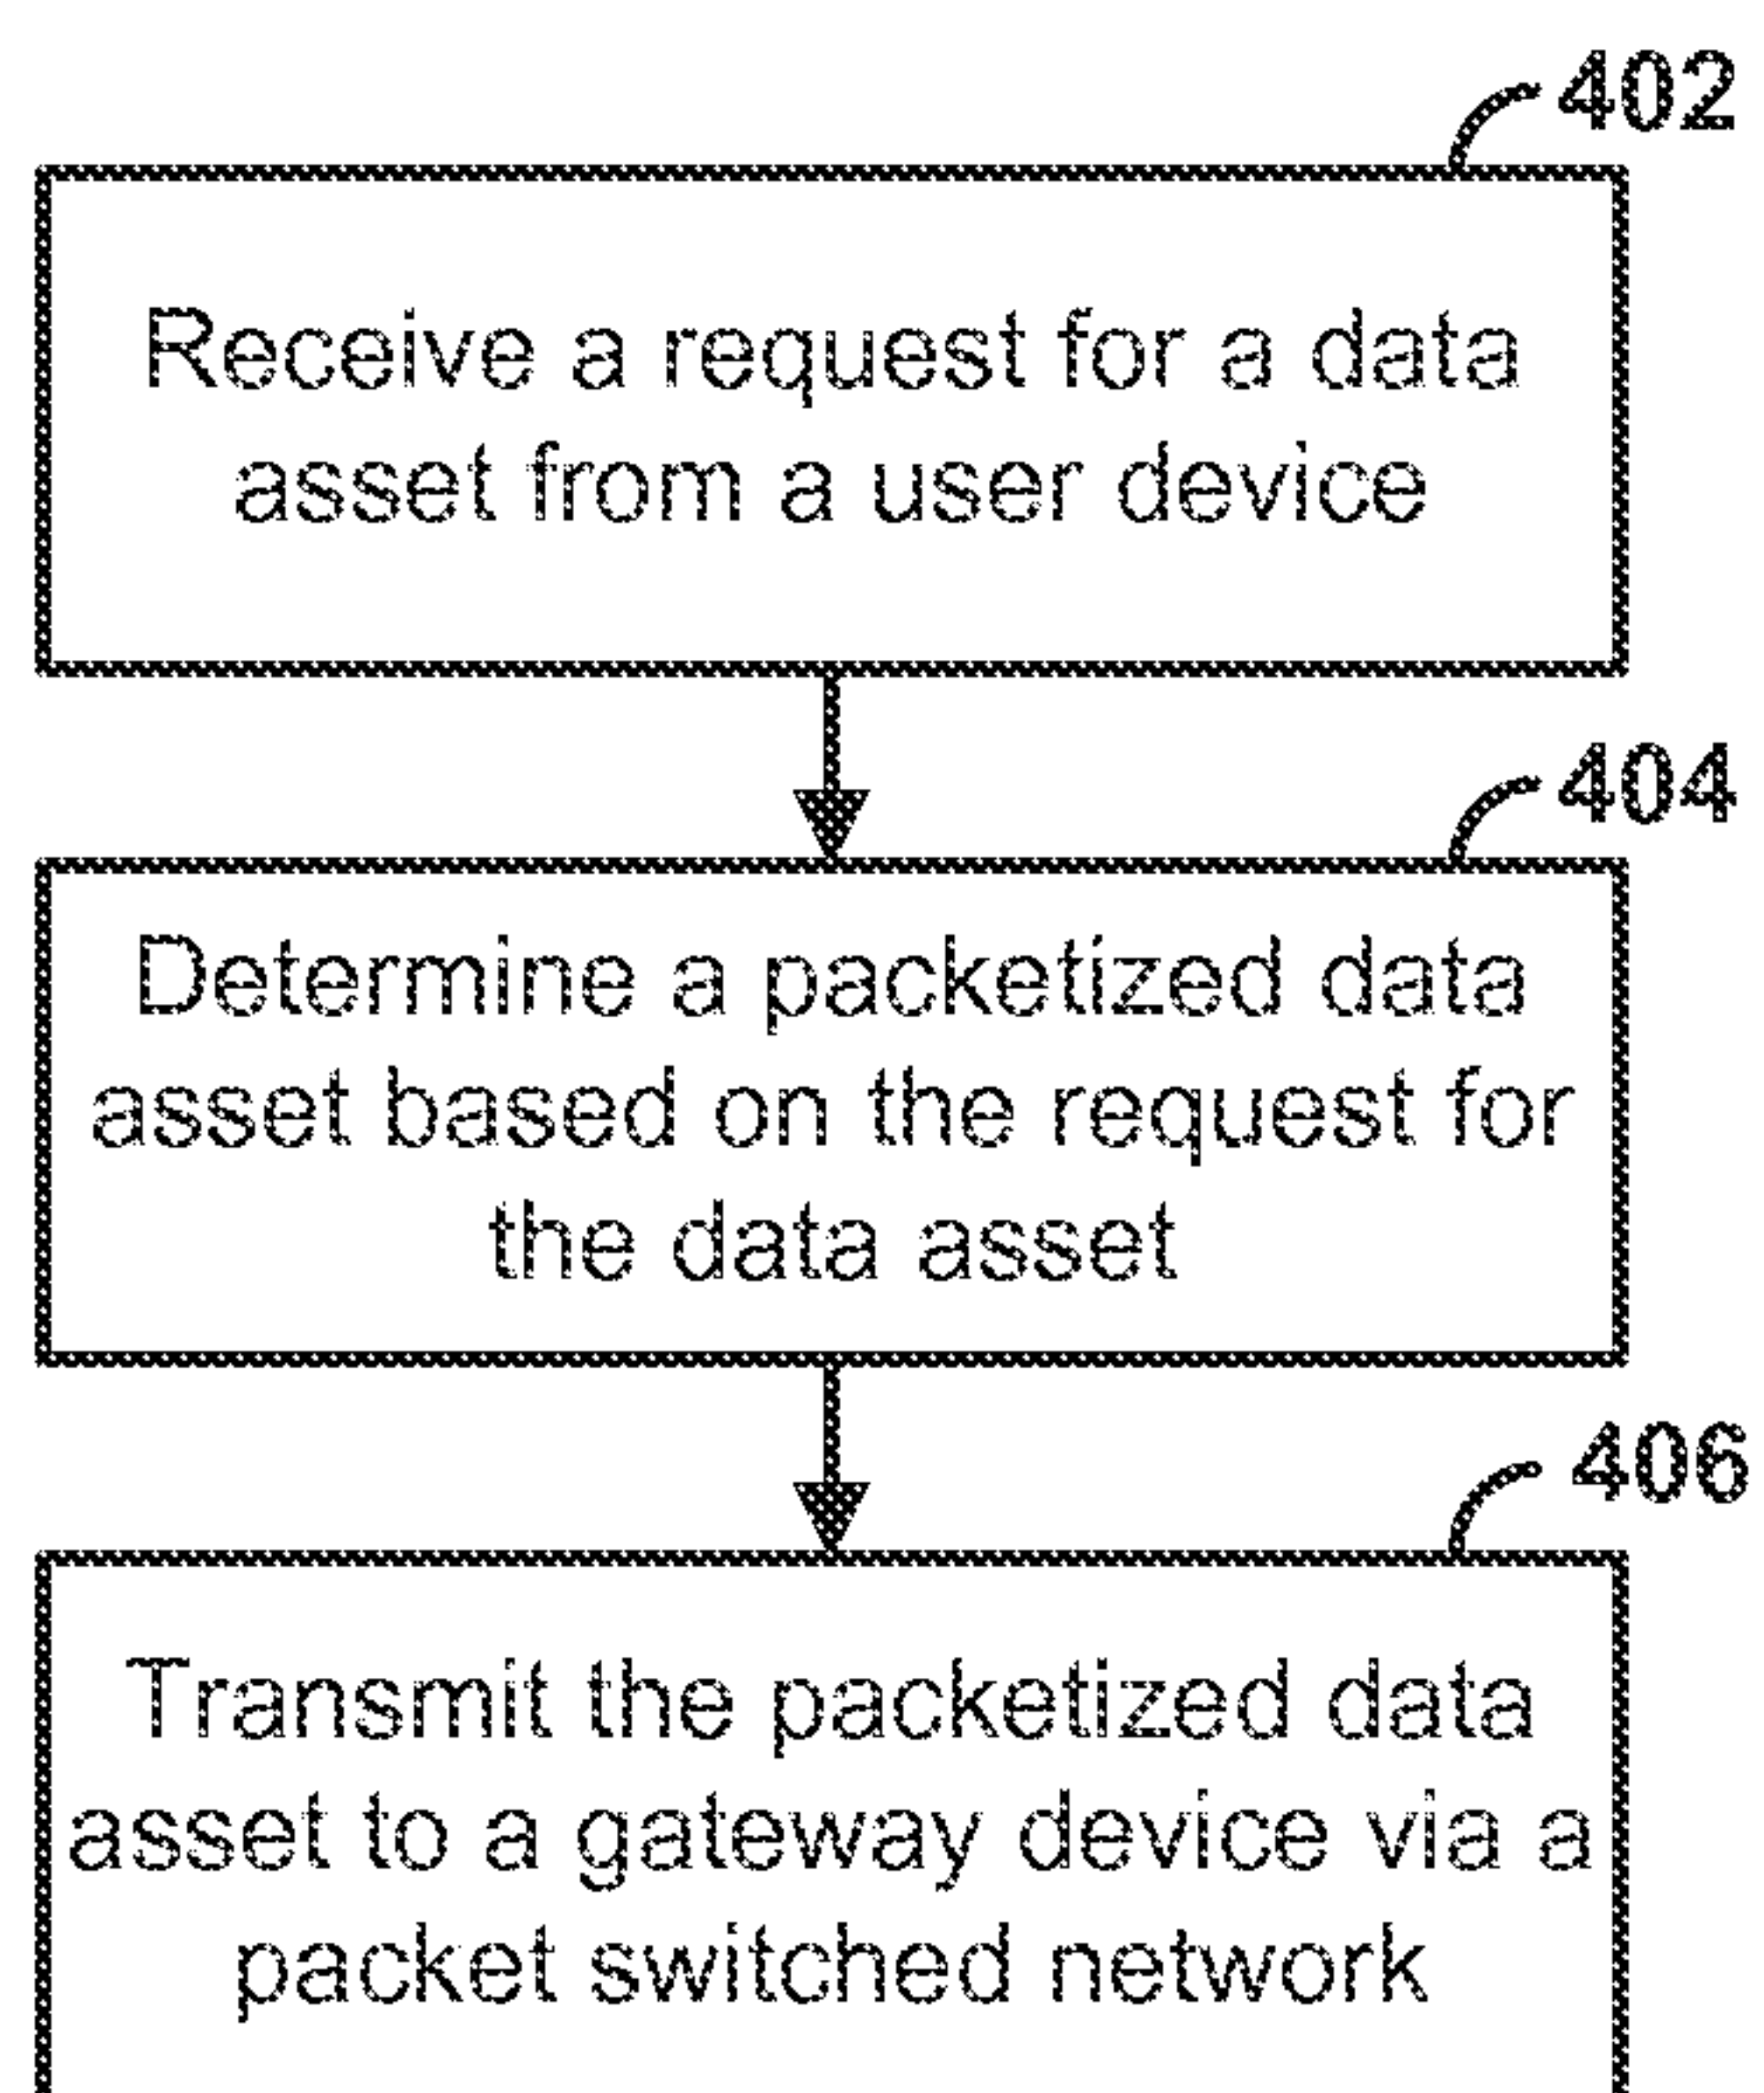 402
Receive a request for a data
asset from a user device
404
Determine a packetized data
asset based on the request for
the data asset
406
Transmit the packetized data
asset to a gateway device via a
packet switched network